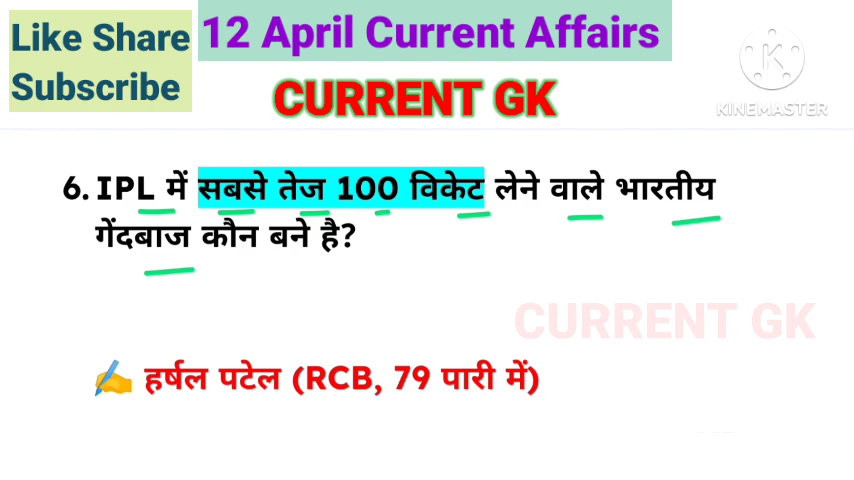 Like Share
Subscribe
12 April Current Affairs
CURRENT GK
KINEMASTER
6. IPL में सबसे तेज 100 विकेट लेने वाले भारतीय
गेंदबाज कौन बने है?
CURRENT GK
✍ हर्षल पटेल (RCB, 79 पारी में)